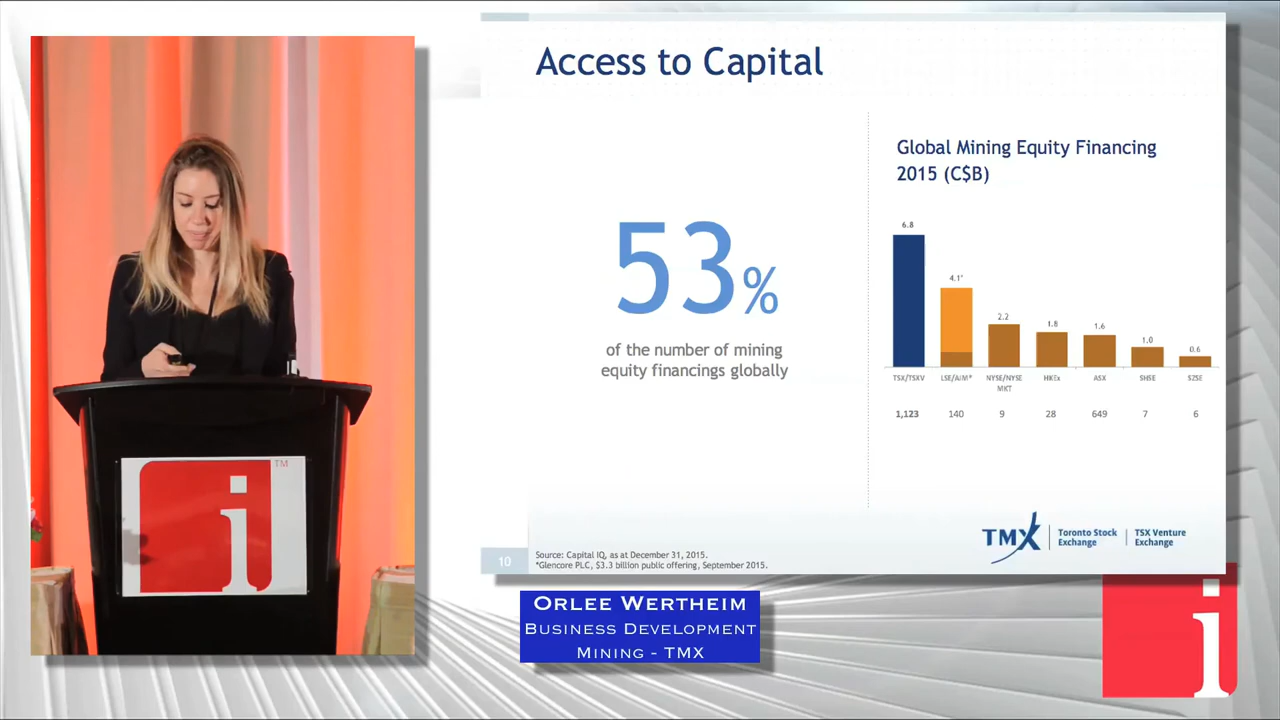 Access to Capital
53%
of the number of mining
equity financings globally
Global Mining Equity Financing
2015 (C$B)
6.8
4.1*
2.2
1.8
1.6
1.0
0.6
TSX/TSXV
LSE/AIM*
NYSE/NYSE
MKT
HKEx
ASX
SHSE
SZSE
1,123
140
9
28
649
7
6
TMX
Toronto Stock
Exchange
TSX Venture
Exchange
10
Source: Capital IQ, as at December 31, 2015.
*Glencore PLC, $3.3 billion public offering, September 2015.
i
TM
Orlee Wertheim
Business Development
Mining - TMX
i